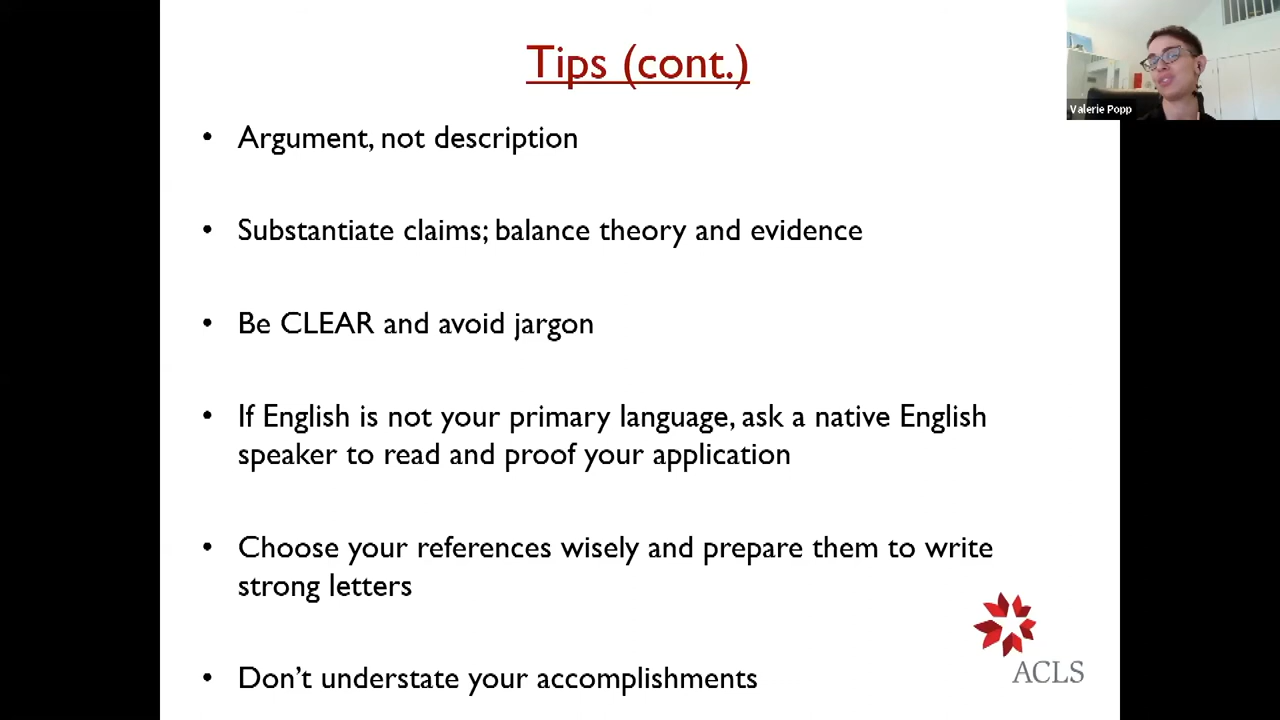 Tips (cont.)
Valerie Popp
• Argument, not description
• Substantiate claims; balance theory and evidence
• Be CLEAR and avoid jargon
• If English is not your primary language, ask a native English
speaker to read and proof your application
• Choose your references wisely and prepare them to write
strong letters
ACLS
• Don’t understate your accomplishments